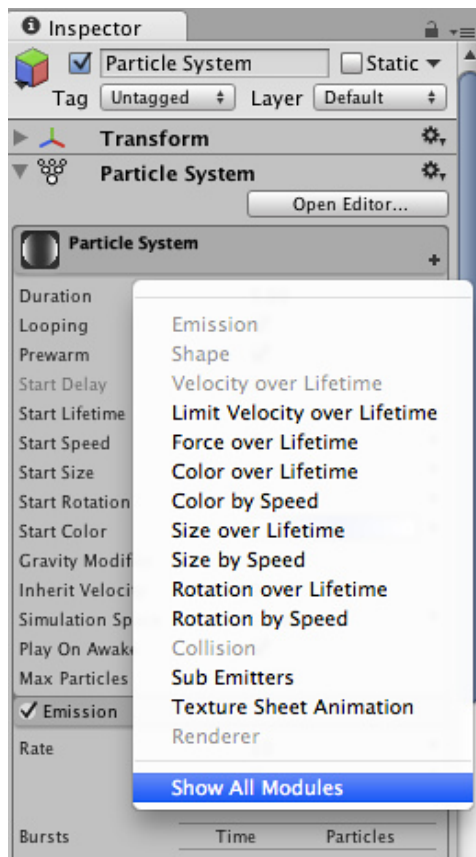 Inspector
Particle System Static
Tag Untagged Layer Default
Transform
Particle System
Open Editor...
Particle System
+
Duration
Looping
Prewarm
Start Delay
Start Lifetime
Start Speed
Start Size
Start Rotation
Start Color
Gravity Modif
Inherit Veloci
Simulation Sp
Play On Awak
Max Particles
Emission
Shape
Velocity over Lifetime
Limit Velocity over Lifetime
Force over Lifetime
Color over Lifetime
Color by Speed
Size over Lifetime
Size by Speed
Rotation over Lifetime
Rotation by Speed
Collision
Sub Emitters
Texture Sheet Animation
Renderer
Show All Modules
Emission
Rate
Bursts Time Particles